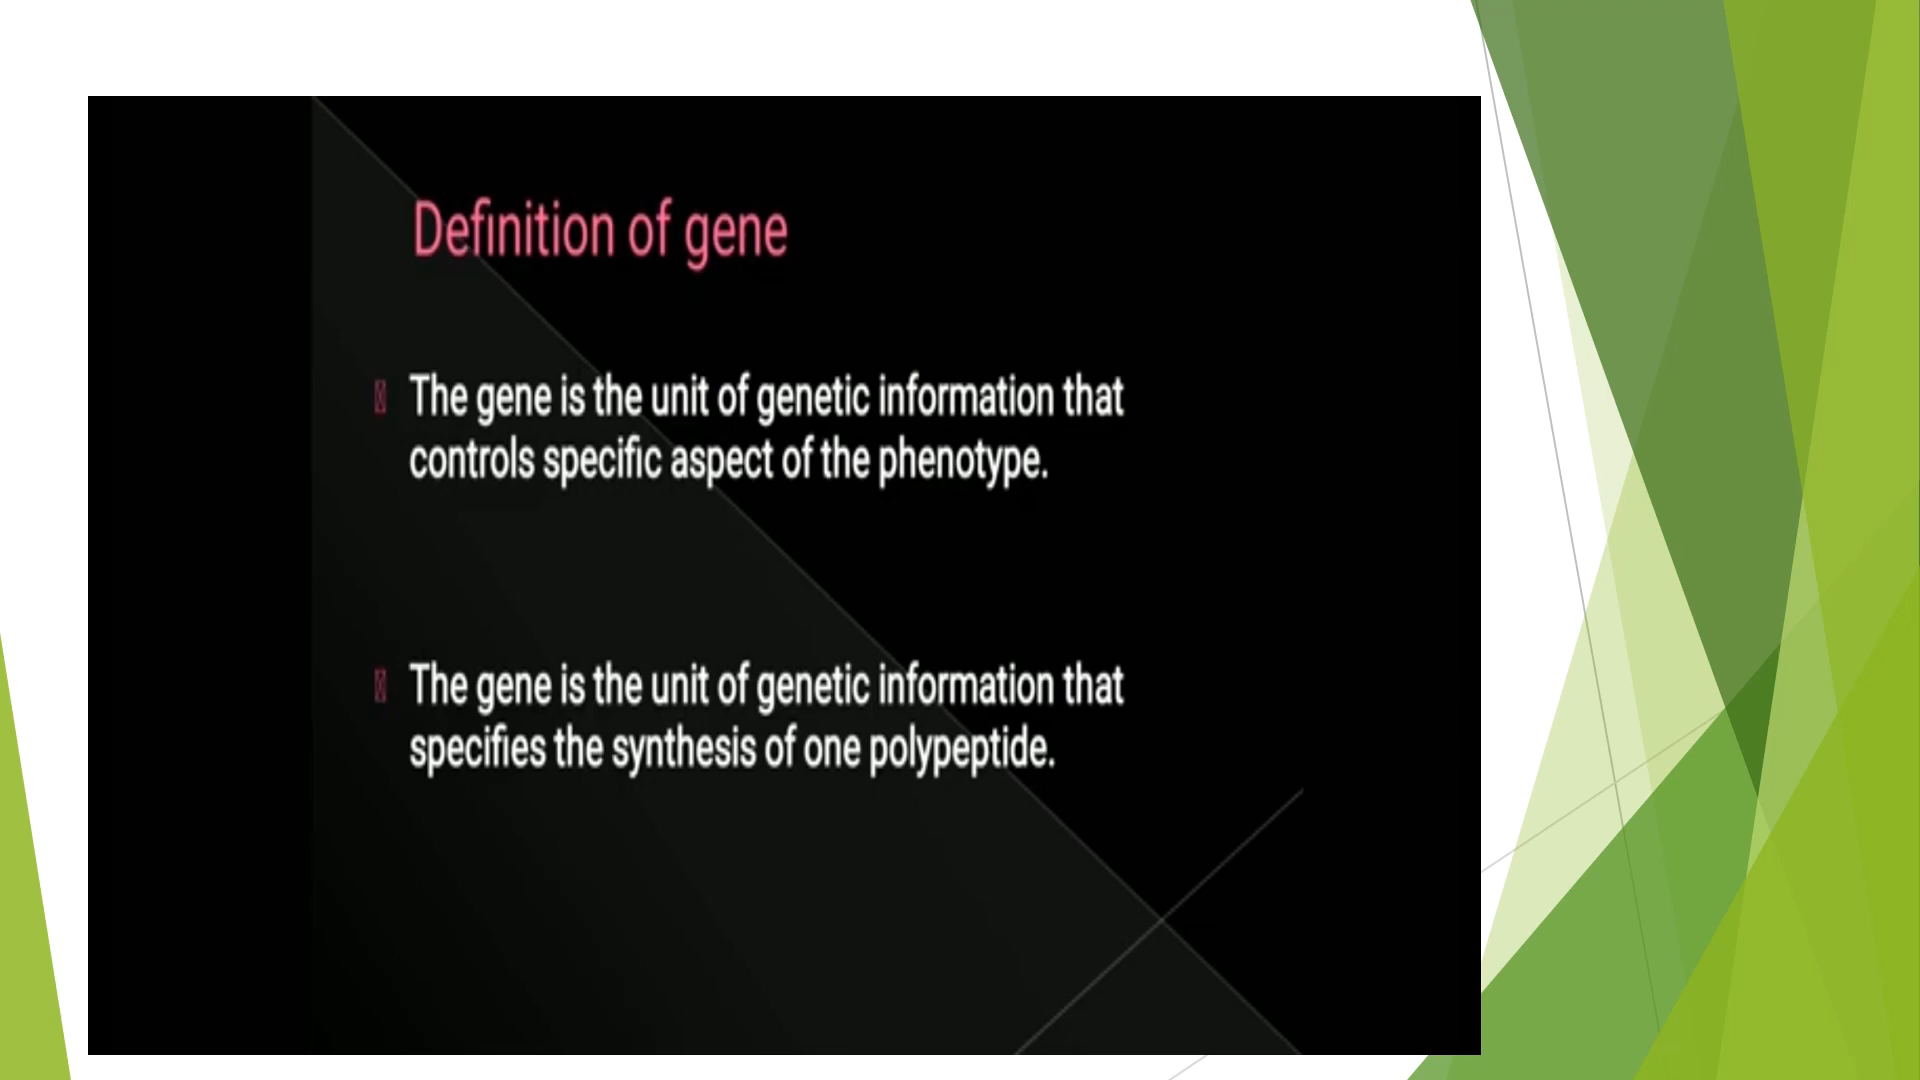 Definition of gene
The gene is the unit of genetic information that
controls specific aspect of the phenotype.
The gene is the unit of genetic information that
specifies the synthesis of one polypeptide.